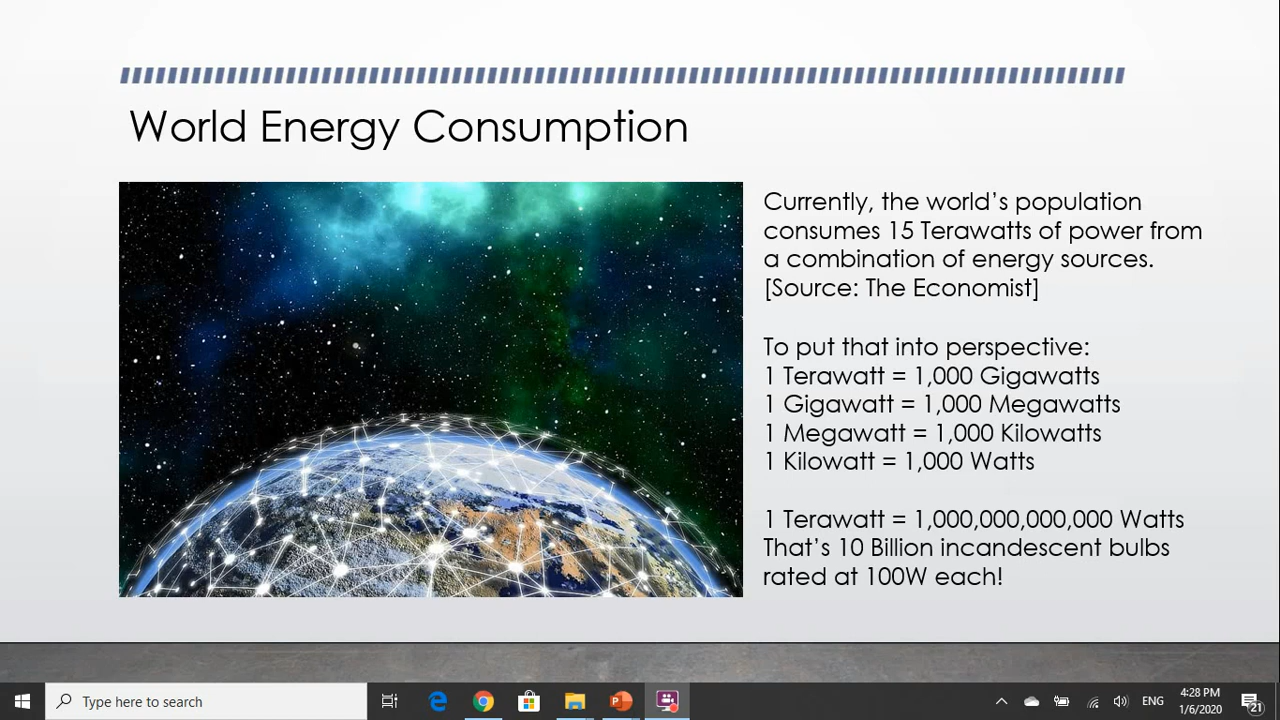 World Energy Consumption
Currently, the world’s population
consumes 15 Terawatts of power from
a combination of energy sources.
[Source: The Economist]
To put that into perspective:
1 Terawatt = 1,000 Gigawatts
1 Gigawatt = 1,000 Megawatts
1 Megawatt = 1,000 Kilowatts
1 Kilowatt = 1,000 Watts
1 Terawatt = 1,000,000,000,000 Watts
That’s 10 Billion incandescent bulbs
rated at 100W each!
Type here to search
ENG
4:28 PM
1/6/2020
21